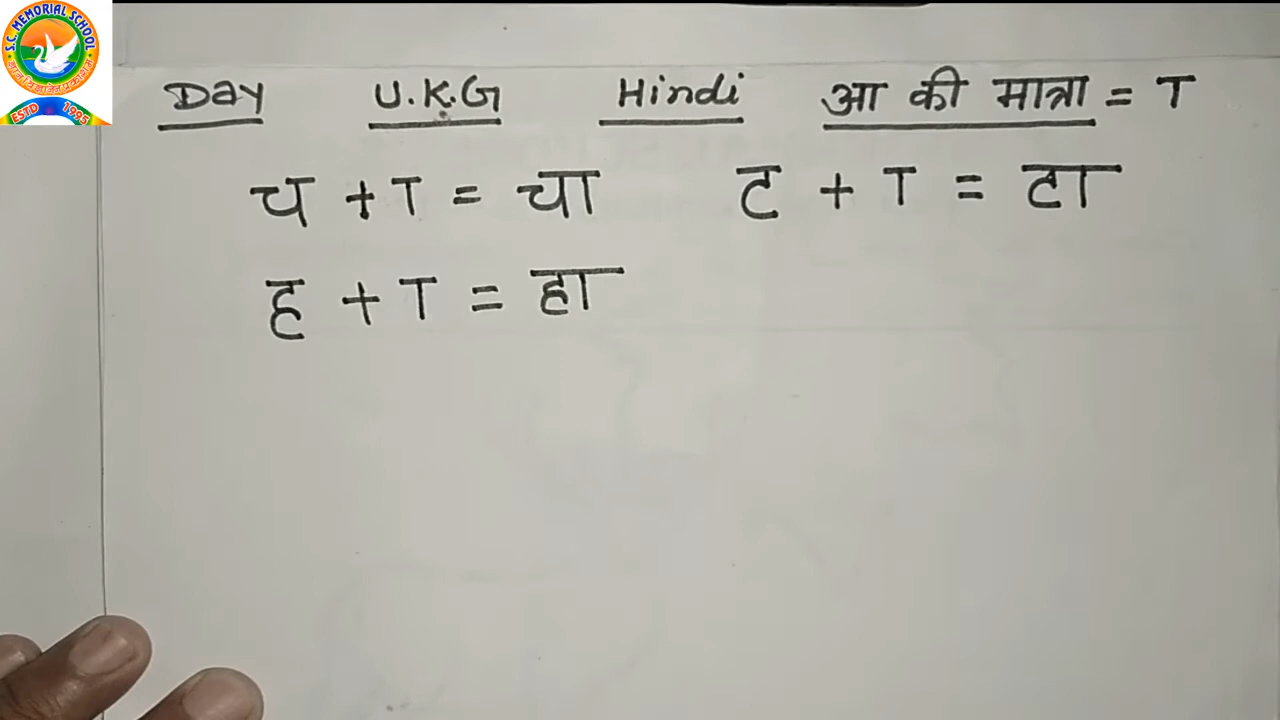 S.C. MEMORIAL SCHOOL
ESTD 1995
Day U.K.G Hindi आ की मात्रा = ा
च + ा = चा ट + ा = टा
ह + ा = हा